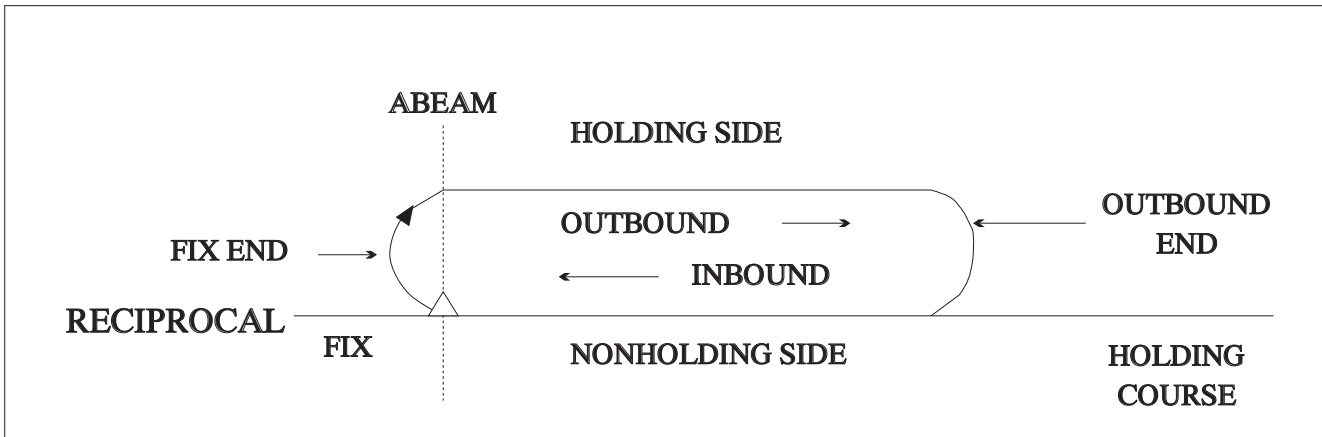 ABEAM
HOLDING SIDE
OUTBOUND
OUTBOUND
END
FIX END
INBOUND
RECIPROCAL
FIX
NONHOLDING SIDE
HOLDING
COURSE